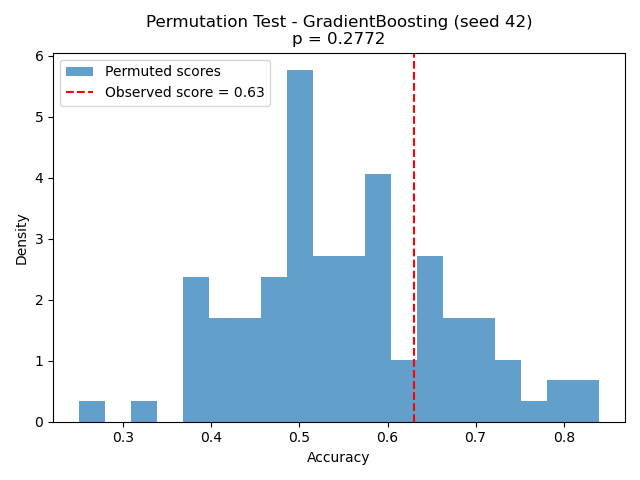 Permutation Test - GradientBoosting (seed 42)
p = 0.2772
Permuted scores
Observed score = 0.63
6
5
4
3
2
1
0
Density
0.3 0.4 0.5 0.6 0.7 0.8
Accuracy